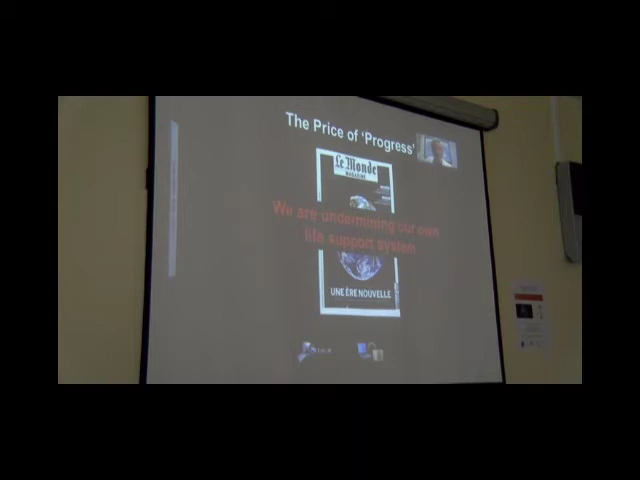 The Price of 'Progress'
Le Monde
MAGAZINE
We are undermining our own
life support system
UNE ÈRE NOUVELLE